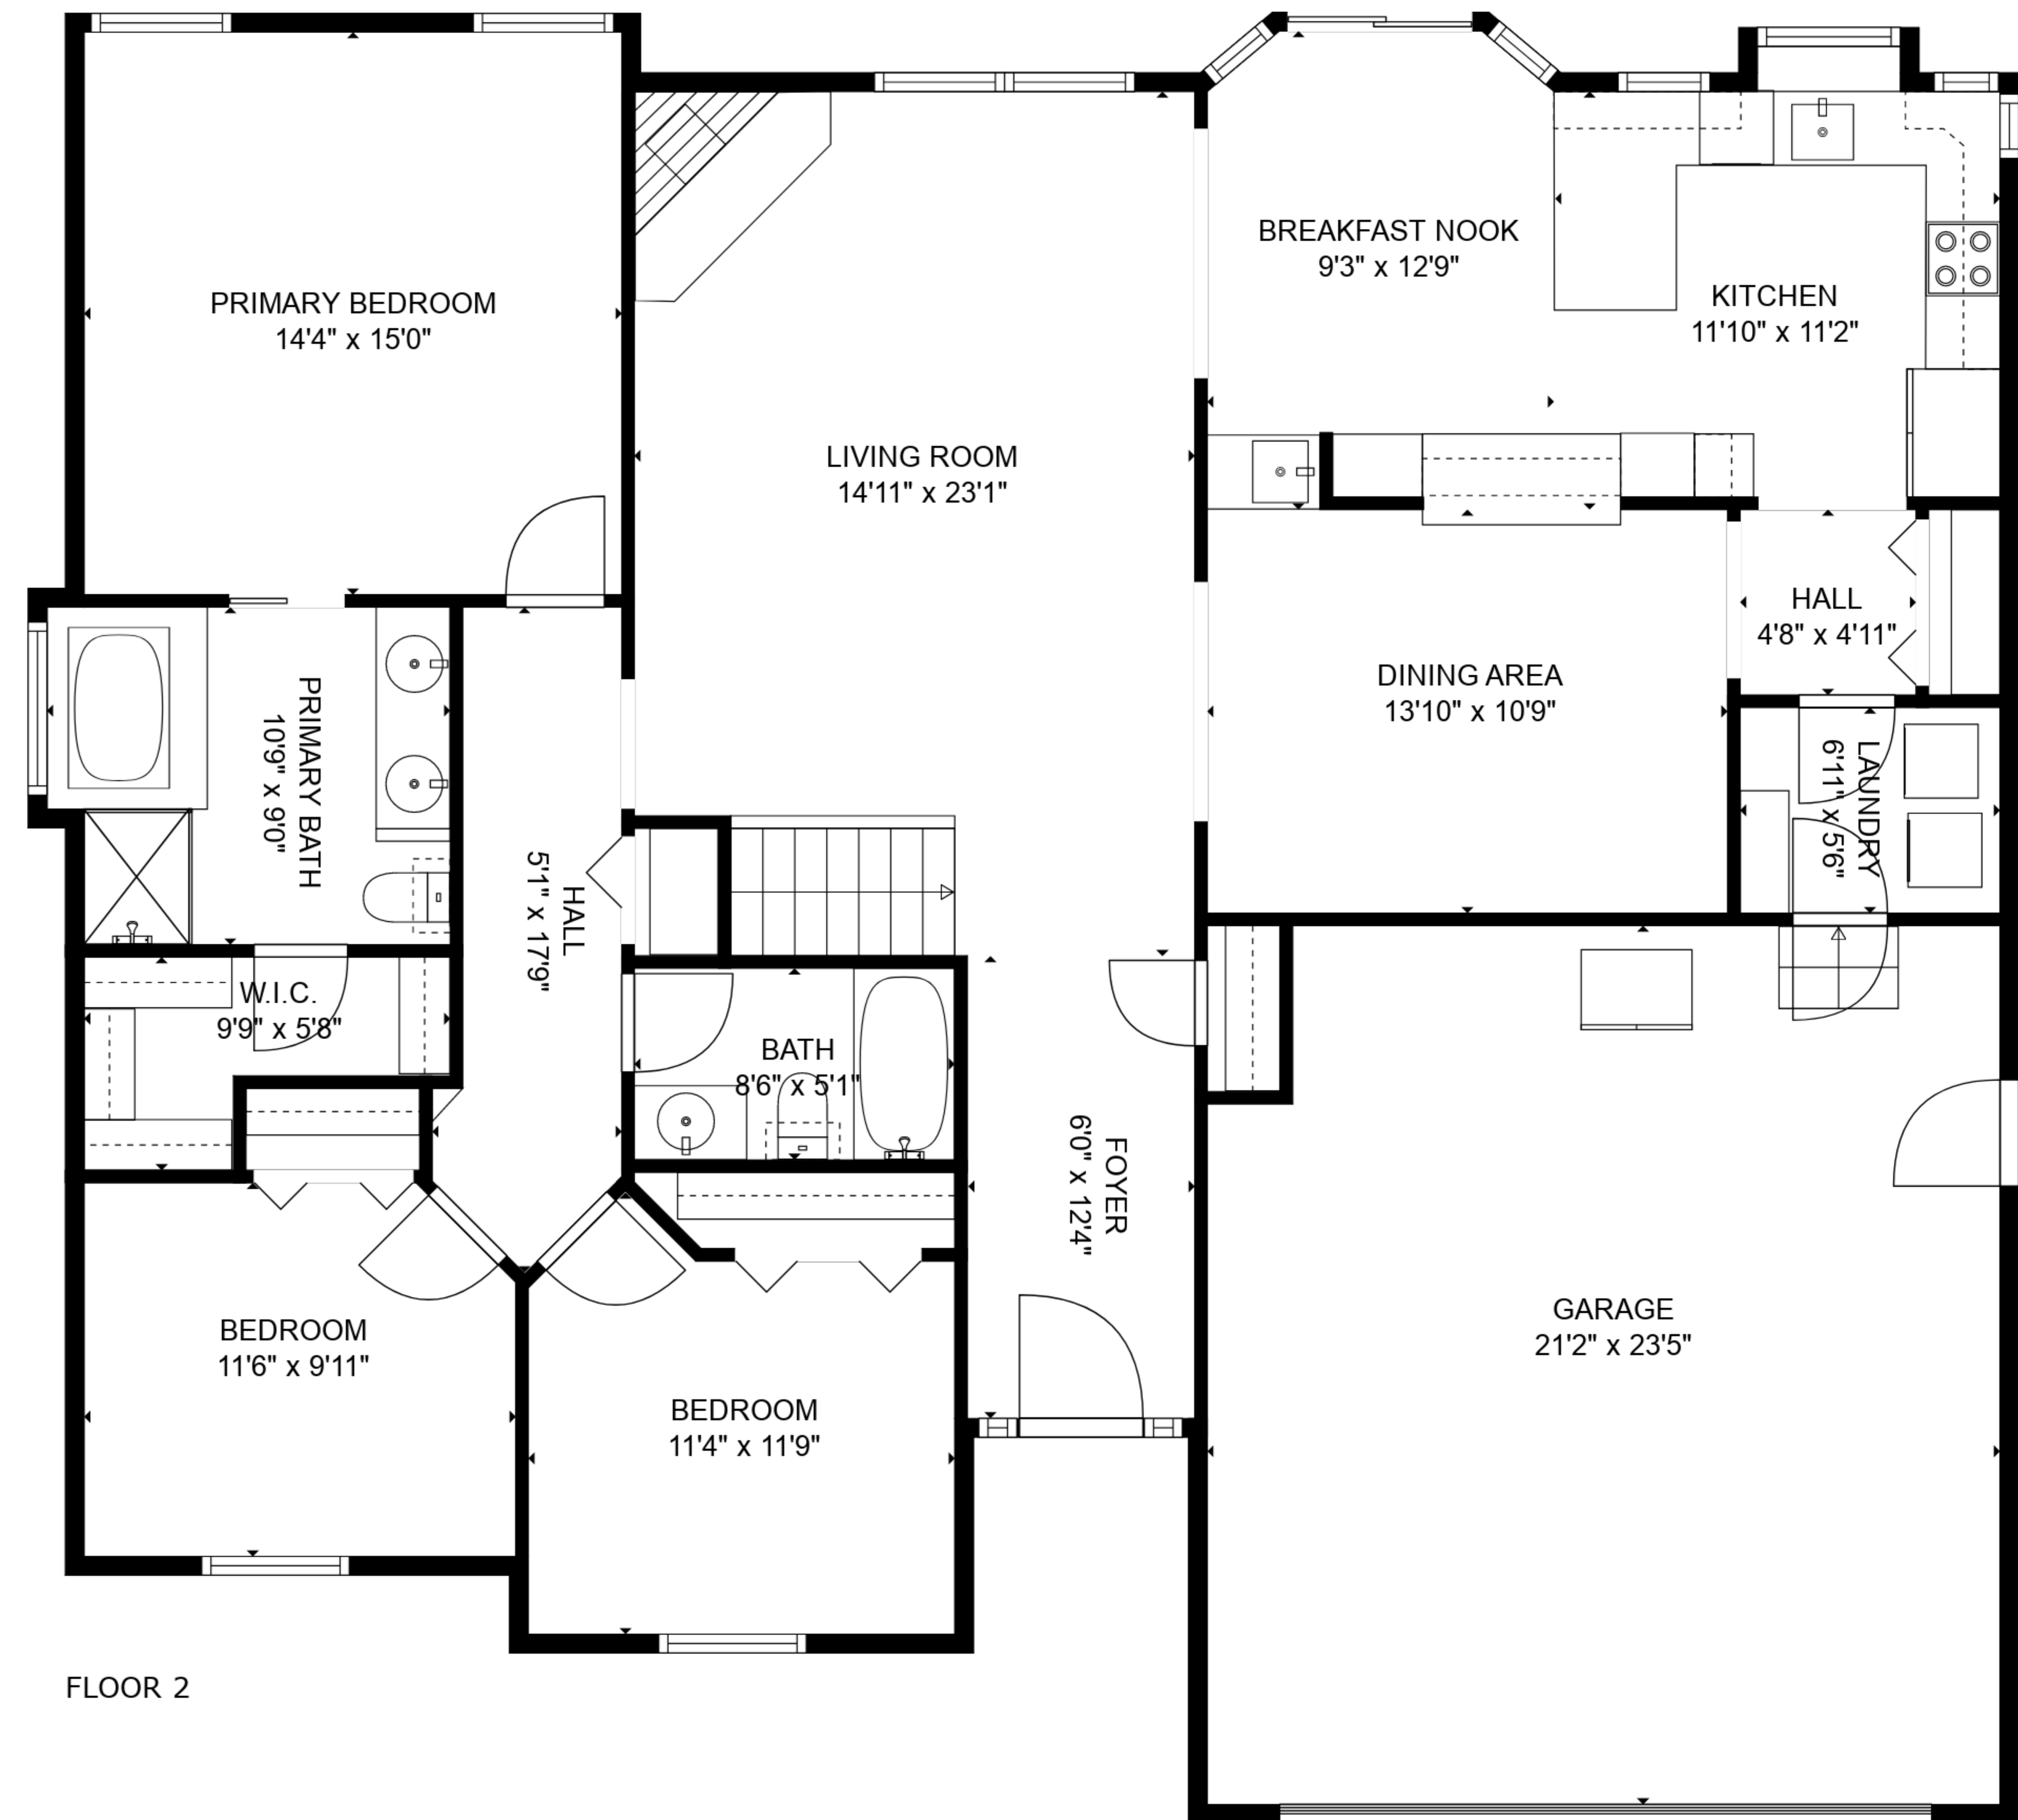 BREAKFAST NOOK
9'3" x 12'9"
PRIMARY BEDROOM
14'4" x 15'0"
KITCHEN
11'10" x 11'2"
LIVING ROOM
14'11" x 23'1"
HALL
4'8" x 4'11"
DINING AREA
13'10" x 10'9"
PRIMARY BATH
10'9" x 9'0"
LAUNDRY
6'11" x 5'6"
HALL
5'1" x 17'9"
W.I.C.
9'9" x 5'8"
BATH
8'6" x 5'1"
FOYER
6'0" x 12'4"
GARAGE
21'2" x 23'5"
BEDROOM
11'6" x 9'11"
BEDROOM
11'4" x 11'9"
FLOOR 2